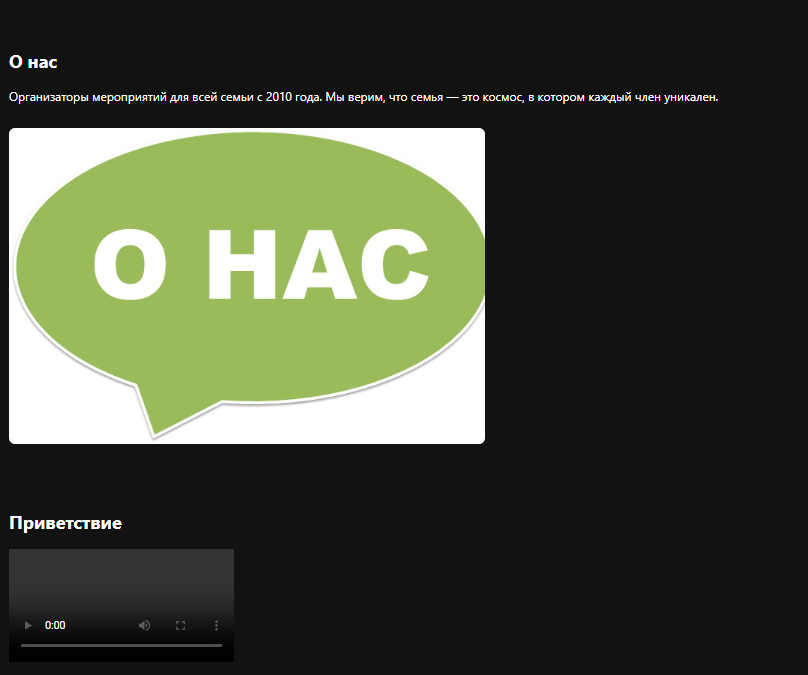 О нас
Организаторы мероприятий для всей семьи с 2010 года. Мы верим, что семья — это космос, в котором каждый член уникален.
О НАС
Приветствие
0:00